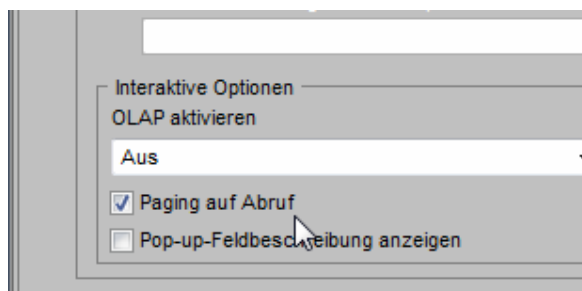 Interaktive Optionen
OLAP aktivieren
Aus
Paging auf Abruf
Pop-up-Feldbeschreibung anzeigen